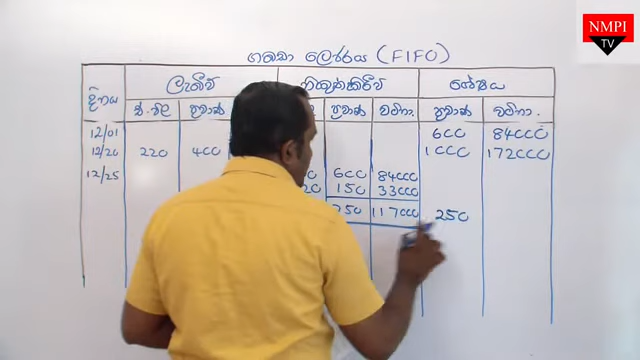 ගබඩා ලෙජරය (FIFO)
දිනය ලැබීම් නිකුත්කිරීම් ශේෂය
ඒ. මිල ප්‍රමාණ ප්‍රමාණ වටිනා. ප්‍රමාණ වටිනා.
12/01 600 84000
12/20 220 400 1000 172000
12/25 600 84000
20 150 33000
750 117000 250
NMPI
TV